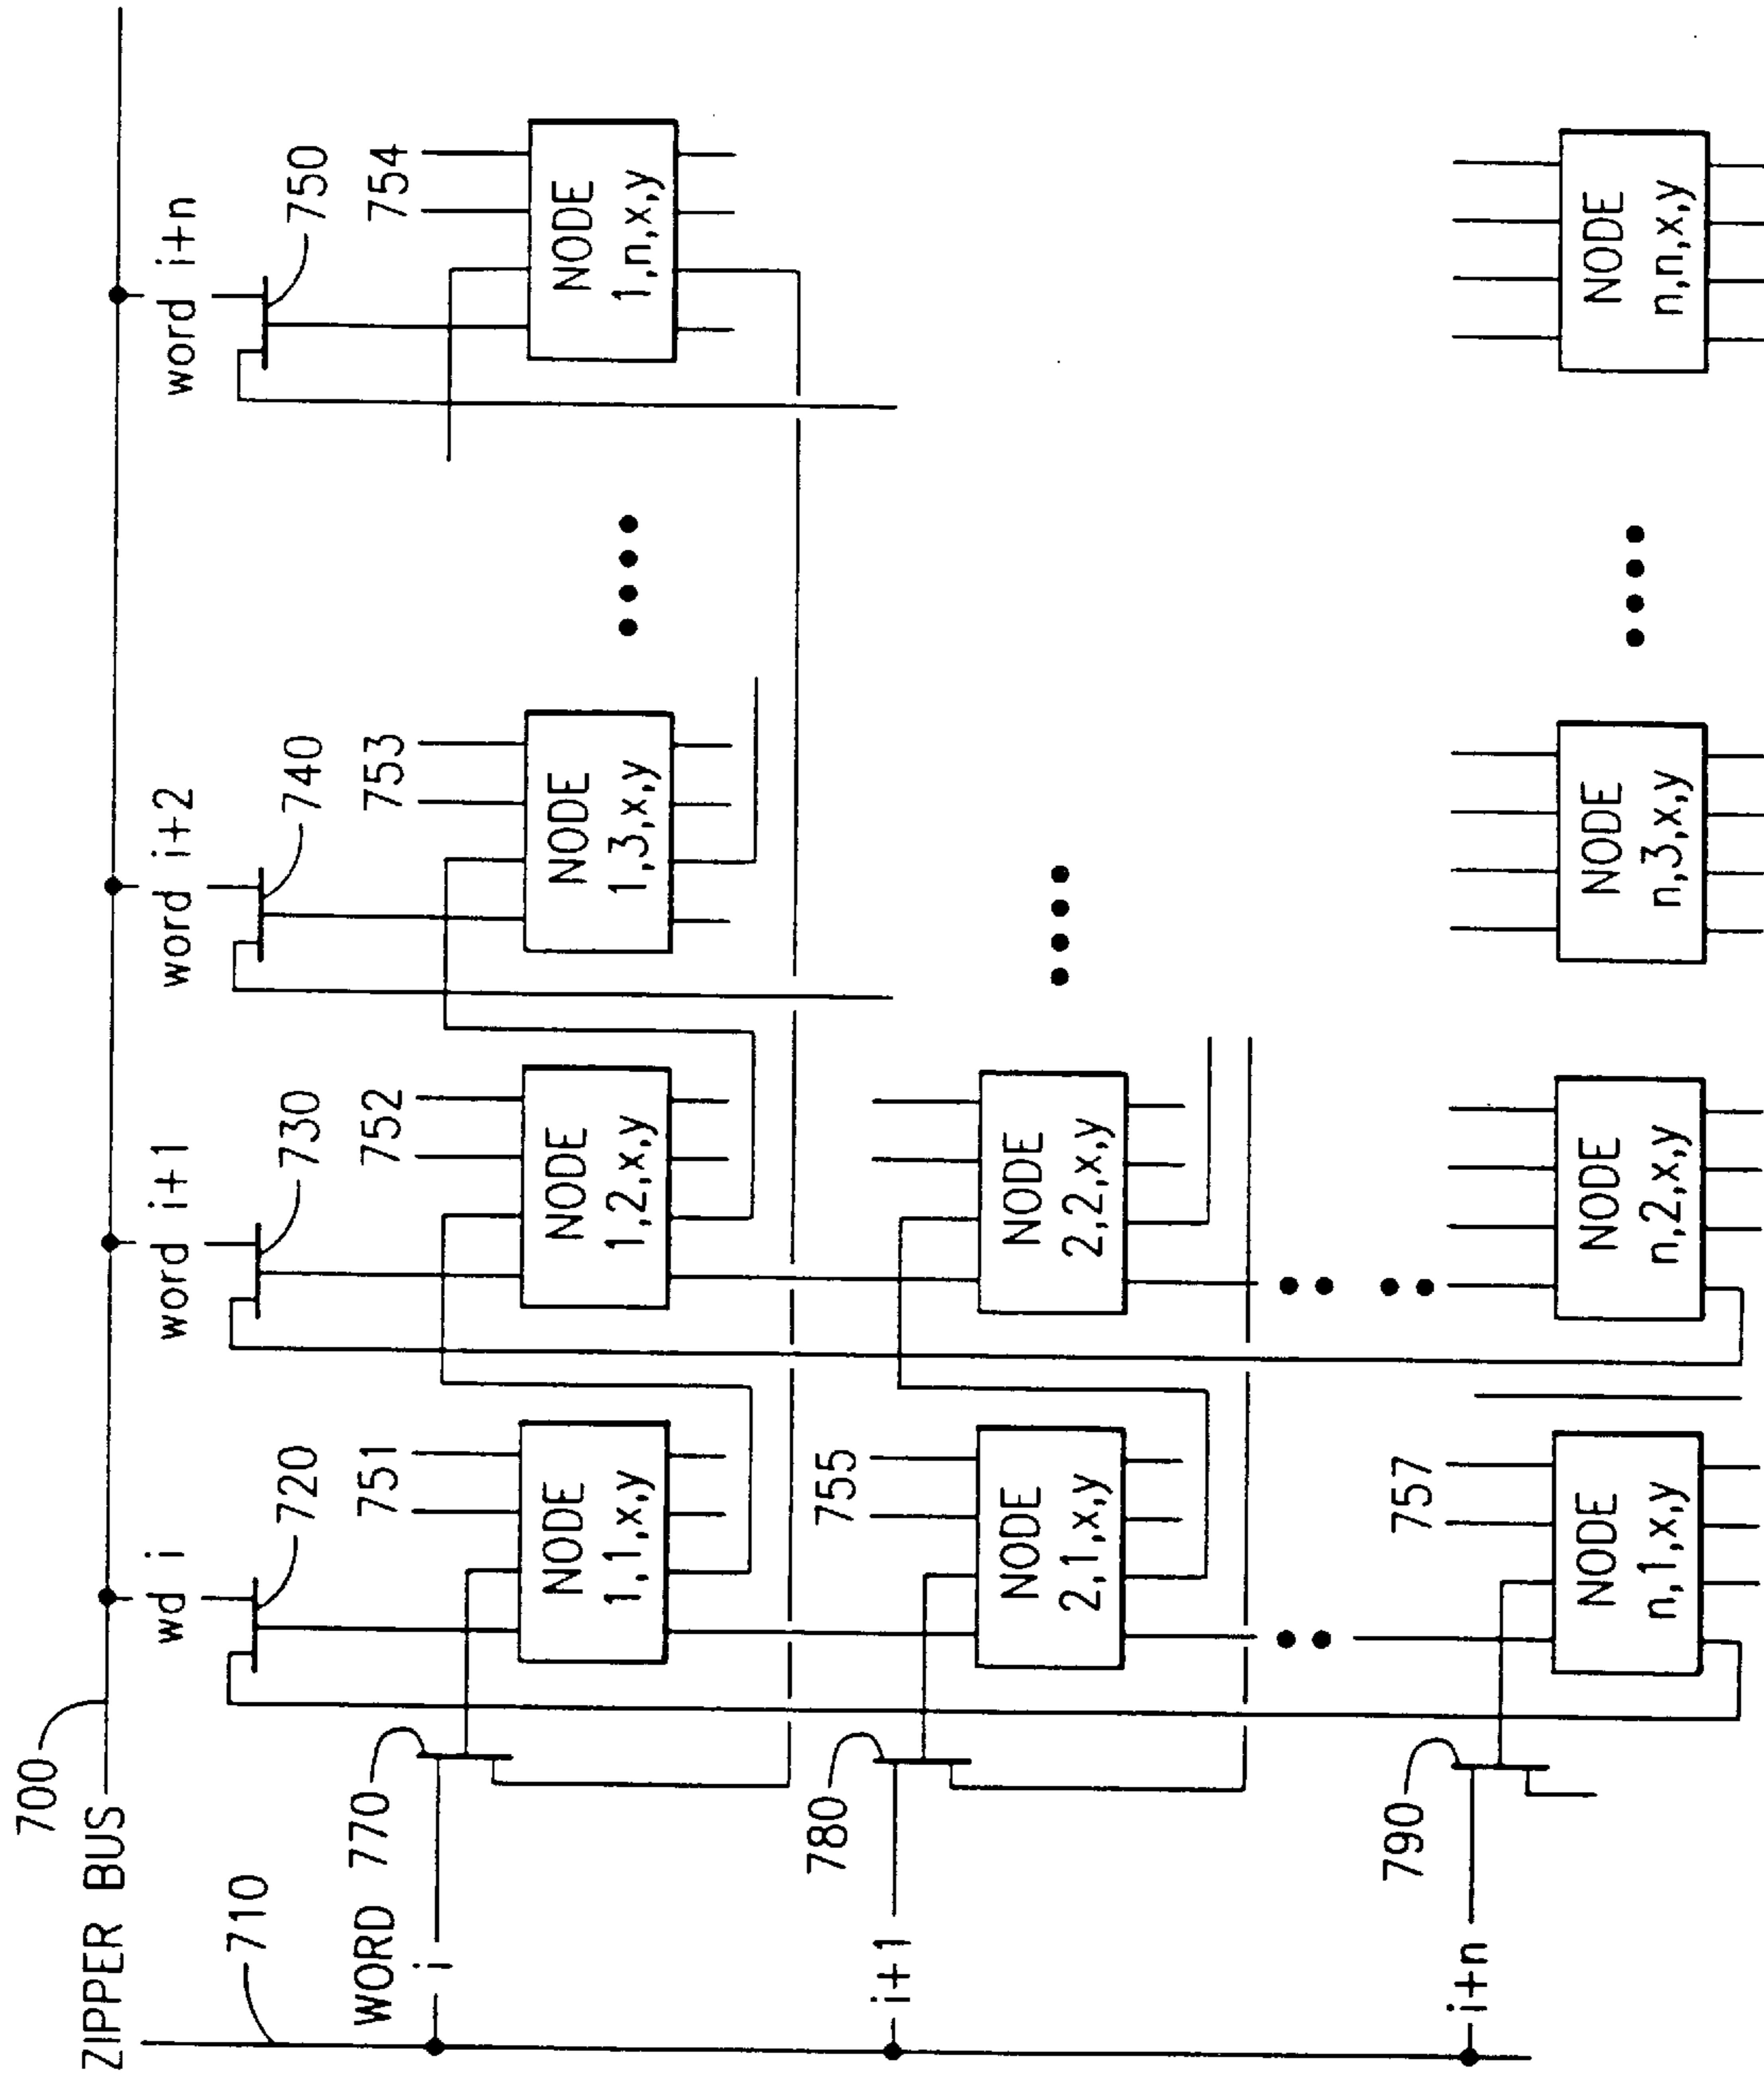 700
ZIPPER BUS
710
wd i
word i+1
word i+2
word i+n
720
730
740
750
WORD 770
i
751
752
753
754
NODE
1,1,x,y
NODE
1,2,x,y
NODE
1,3,x,y
NODE
1,n,x,y
780
i+1
755
NODE
2,1,x,y
NODE
2,2,x,y
790
i+n
757
NODE
n,1,x,y
NODE
n,2,x,y
NODE
n,3,x,y
NODE
n,n,x,y